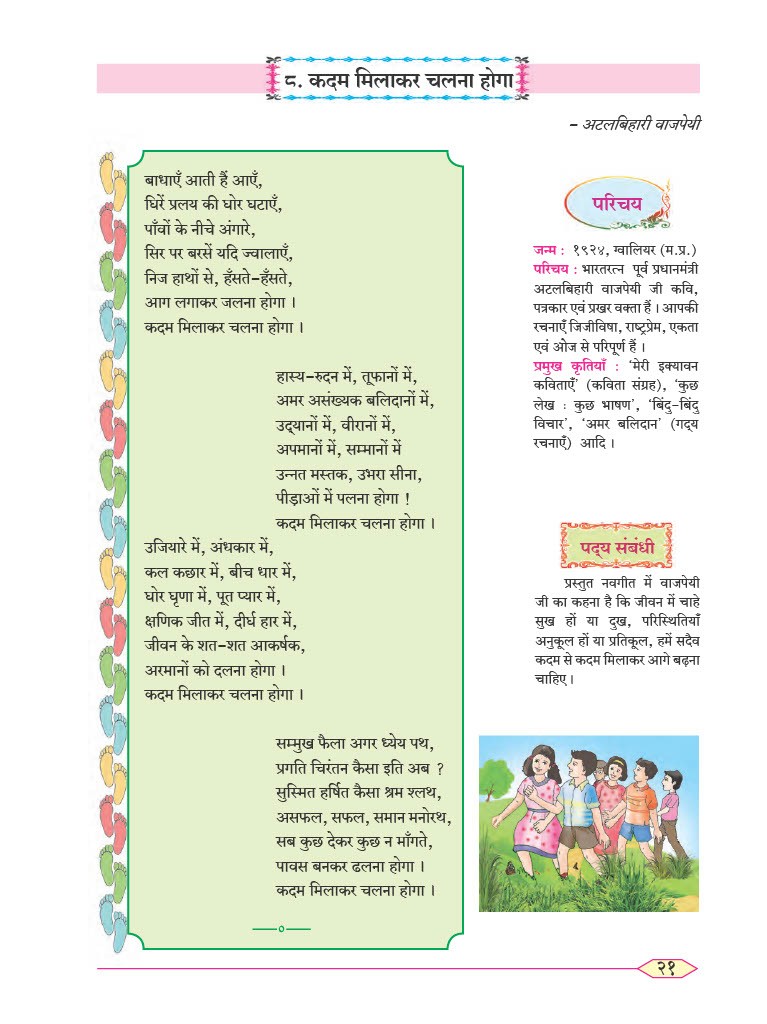 ८. कदम मिलाकर चलना होगा
– अटलबिहारी वाजपेयी
बाधाएँ आती हैं आएँ,
घिरें प्रलय की घोर घटाएँ,
पाँवों के नीचे अंगारे,
सिर पर बरसें यदि ज्वालाएँ,
निज हाथों से, हँसते-हँसते,
आग लगाकर जलना होगा ।
कदम मिलाकर चलना होगा ।
हास्य-रुदन में, तूफानों में,
अमर असंख्यक बलिदानों में,
उद्‌यानों में, वीरानों में,
अपमानों में, सम्मानों में
उन्नत मस्तक, उभरा सीना,
पीड़ाओं में पलना होगा !
कदम मिलाकर चलना होगा ।
उजियारे में, अंधकार में,
कल कछार में, बीच धार में,
घोर घृणा में, पूत प्यार में,
क्षणिक जीत में, दीर्घ हार में,
जीवन के शत-शत आकर्षक,
अरमानों को दलना होगा ।
कदम मिलाकर चलना होगा ।
सम्मुख फैला अगर ध्येय पथ,
प्रगति चिरंतन कैसा इति अब ?
सुस्मित हर्षित कैसा श्रम श्लथ,
असफल, सफल, समान मनोरथ,
सब कुछ देकर कुछ न माँगते,
पावस बनकर ढलना होगा ।
कदम मिलाकर चलना होगा ।
परिचय
जन्म : १९२४, ग्वालियर (म.प्र.)
परिचय : भारतरत्न पूर्व प्रधानमंत्री
अटलबिहारी वाजपेयी जी कवि,
पत्रकार एवं प्रखर वक्ता हैं । आपकी
रचनाएँ जिजीविषा, राष्ट्रप्रेम, एकता
एवं ओज से परिपूर्ण हैं ।
प्रमुख कृतियाँ : ‘मेरी इक्यावन
कविताएँ’ (कविता संग्रह), ‘कुछ
लेख : कुछ भाषण’, ‘बिंदु-बिंदु
विचार’, ‘अमर बलिदान’ (गद्‌य
रचनाएँ) आदि ।
पद्‌य संबंधी
प्रस्तुत नवगीत में वाजपेयी
जी का कहना है कि जीवन में चाहे
सुख हों या दुख, परिस्थितियाँ
अनुकूल हों या प्रतिकूल, हमें सदैव
कदम से कदम मिलाकर आगे बढ़ना
चाहिए ।
२१